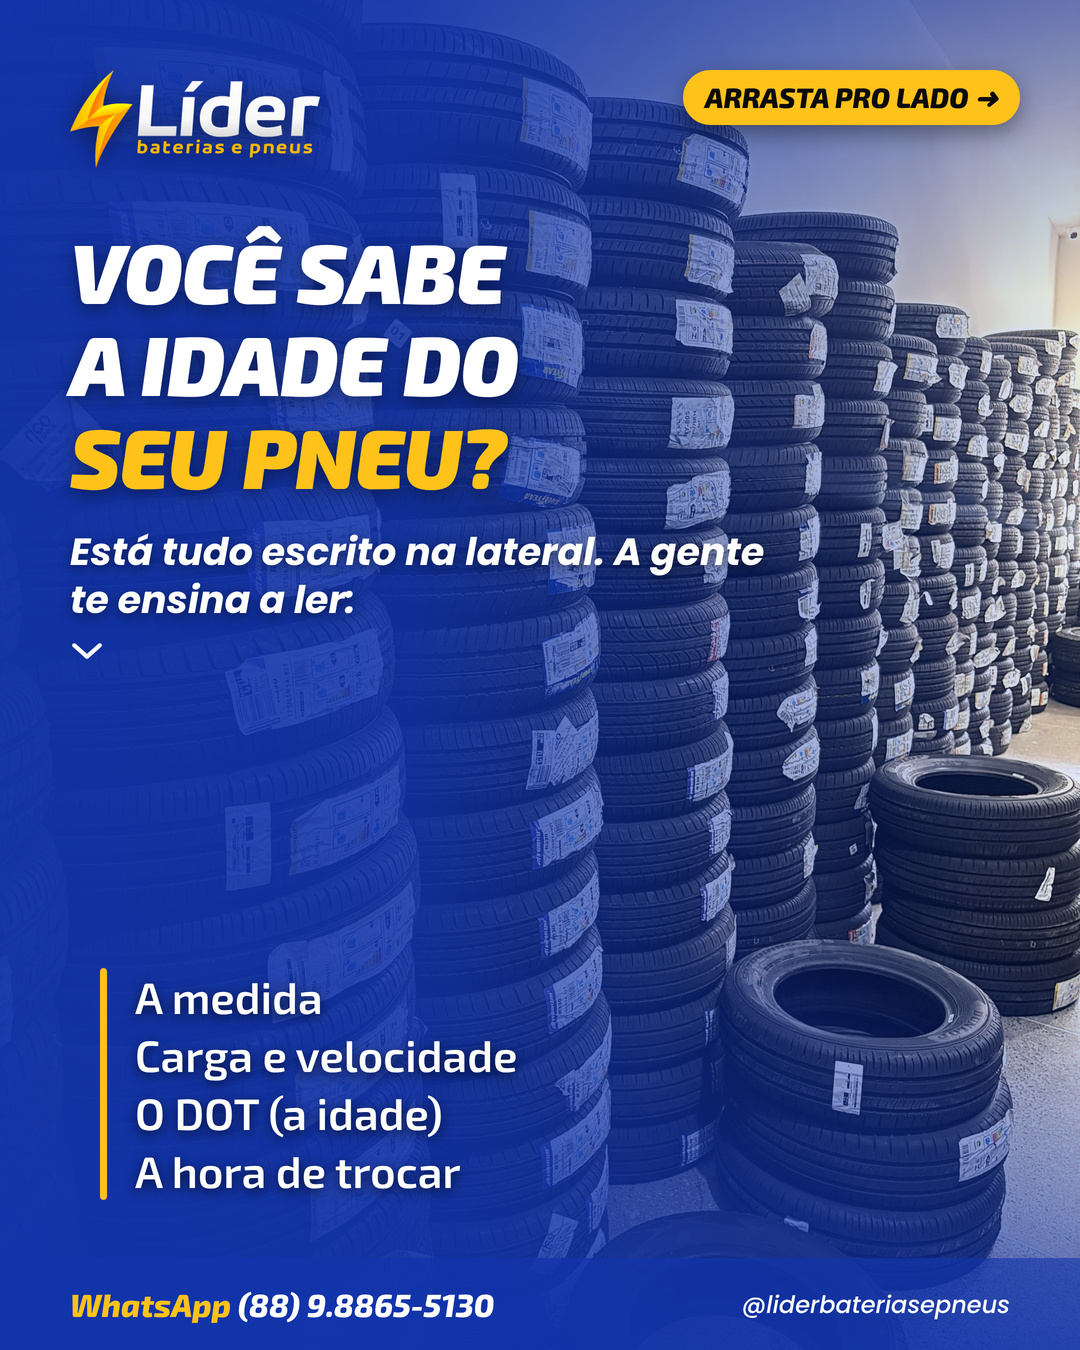 Líder
baterias e pneus
ARRASTA PRO LADO ➔
VOCÊ SABE
A IDADE DO
SEU PNEU?
Está tudo escrito na lateral. A gente
te ensina a ler:
A medida
Carga e velocidade
O DOT (a idade)
A hora de trocar
WhatsApp (88) 9.8865-5130
@liderbateriasepneus